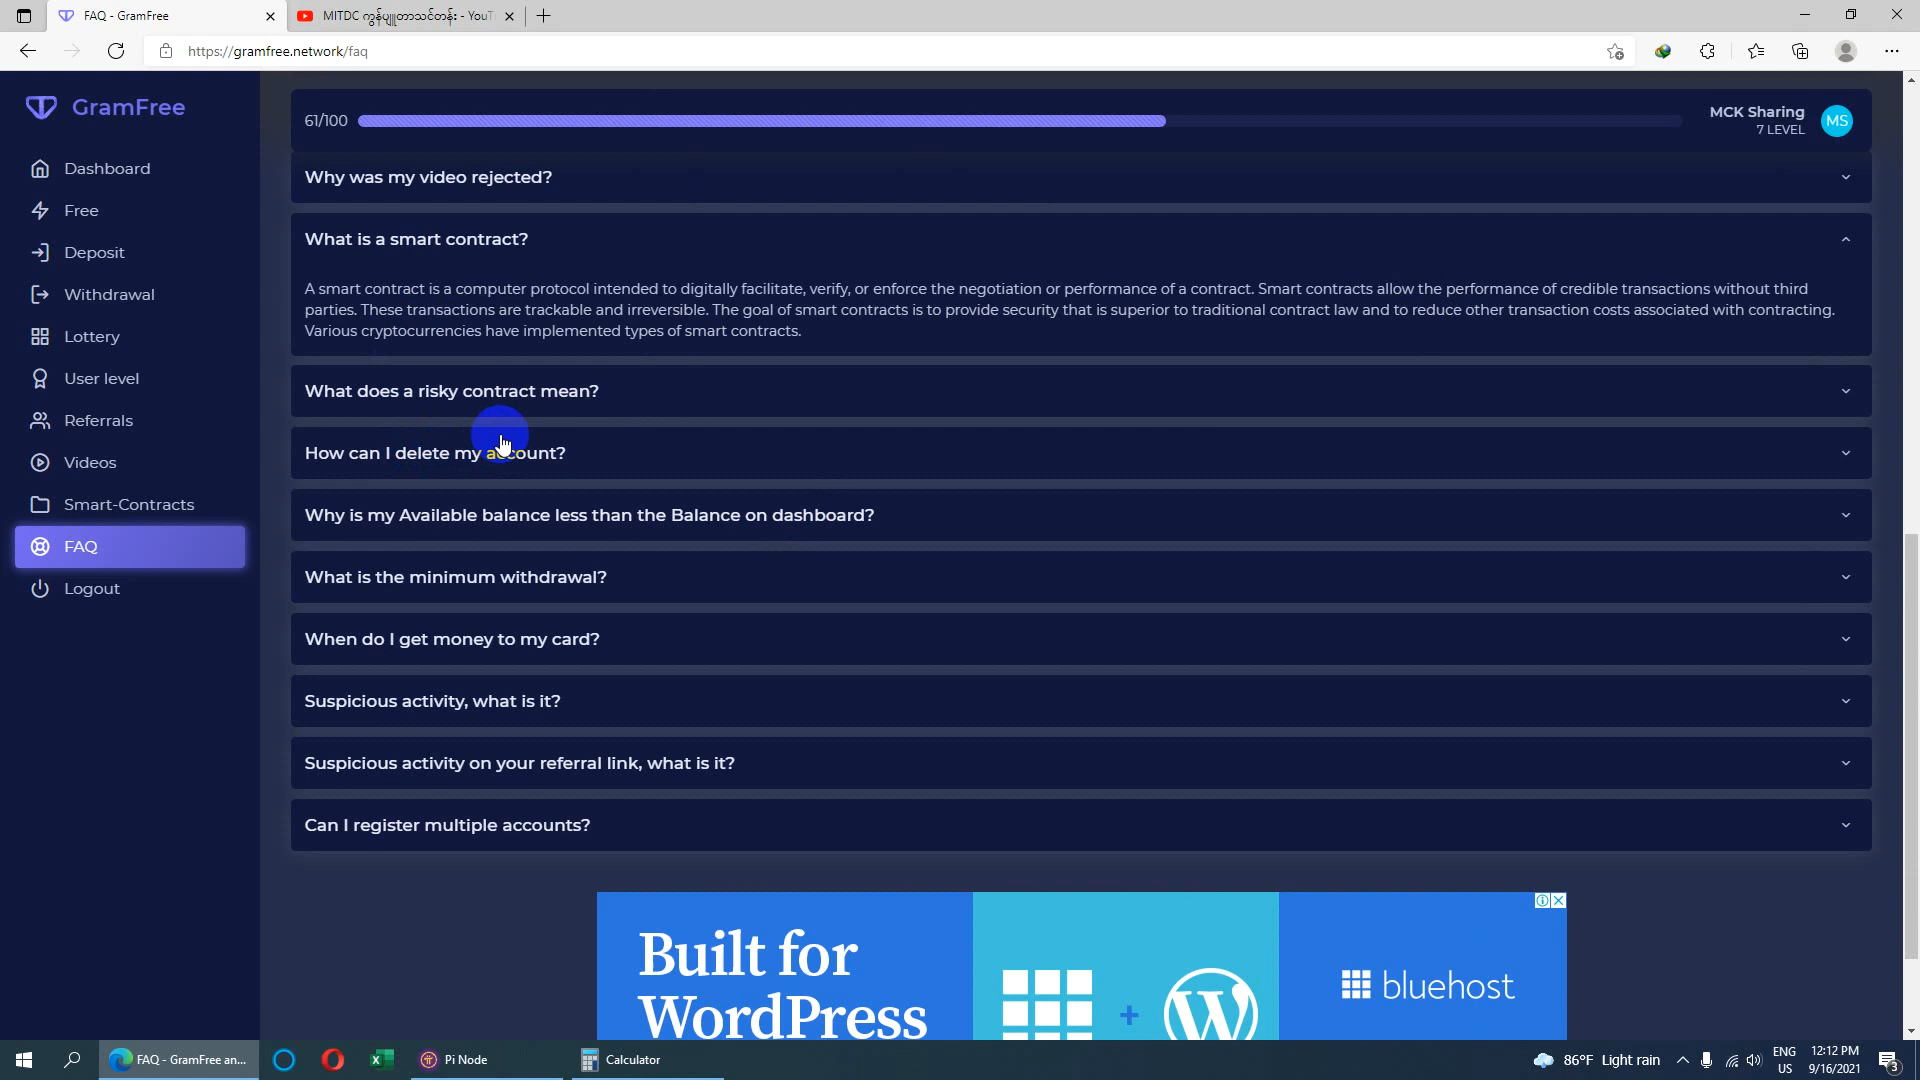 FAQ - GramFree
MITDC ကွန်ပျူတာသင်တန်း - YouT
https://gramfree.network/faq
GramFree
Dashboard
Free
Deposit
Withdrawal
Lottery
User level
Referrals
Videos
Smart-Contracts
FAQ
Logout
61/100
MCK Sharing
7 LEVEL
MS
Why was my video rejected?
What is a smart contract?
A smart contract is a computer protocol intended to digitally facilitate, verify, or enforce the negotiation or performance of a contract. Smart contracts allow the performance of credible transactions without third
parties. These transactions are trackable and irreversible. The goal of smart contracts is to provide security that is superior to traditional contract law and to reduce other transaction costs associated with contracting.
Various cryptocurrencies have implemented types of smart contracts.
What does a risky contract mean?
How can I delete my account?
Why is my Available balance less than the Balance on dashboard?
What is the minimum withdrawal?
When do I get money to my card?
Suspicious activity, what is it?
Suspicious activity on your referral link, what is it?
Can I register multiple accounts?
Built for
WordPress
+
bluehost
FAQ - GramFree an...
Pi Node
Calculator
86°F Light rain
ENG
US
12:12 PM
9/16/2021
3